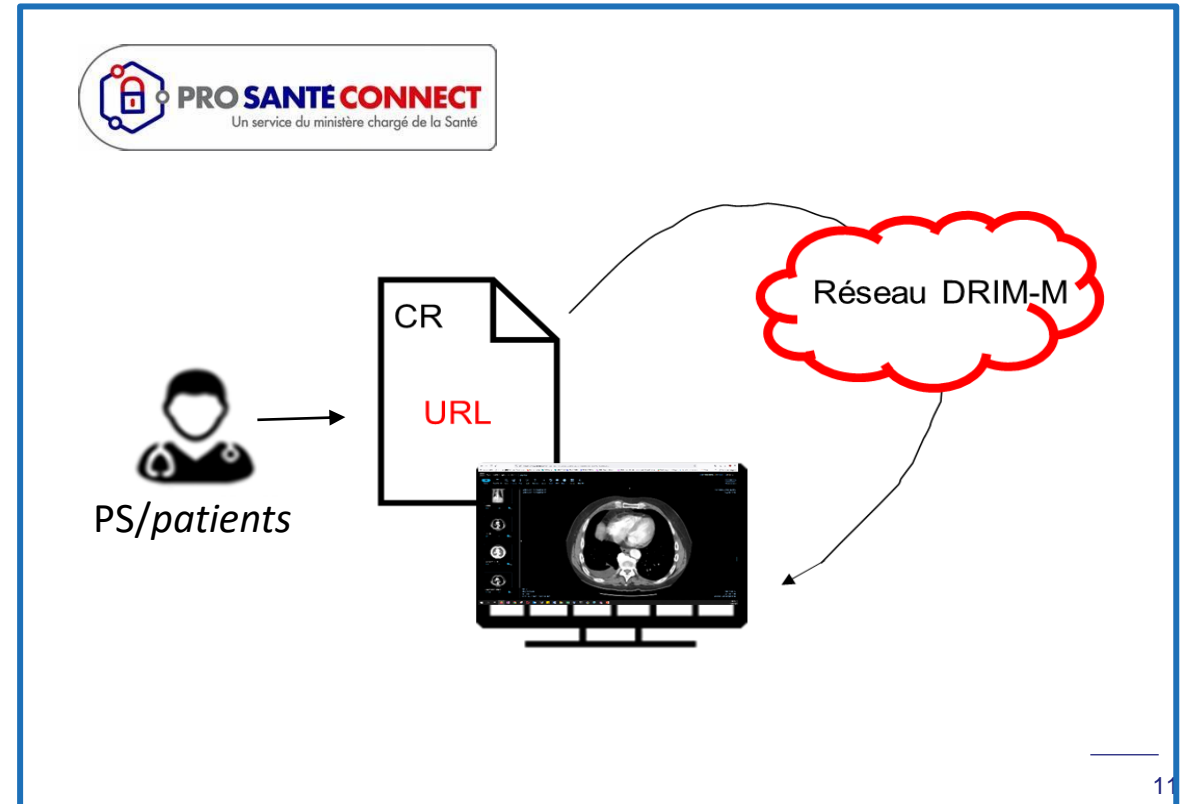 PRO SANTÉ CONNECT
Un service du ministère chargé de la Santé
Réseau DRIM-M
CR
URL
PS/patients
11